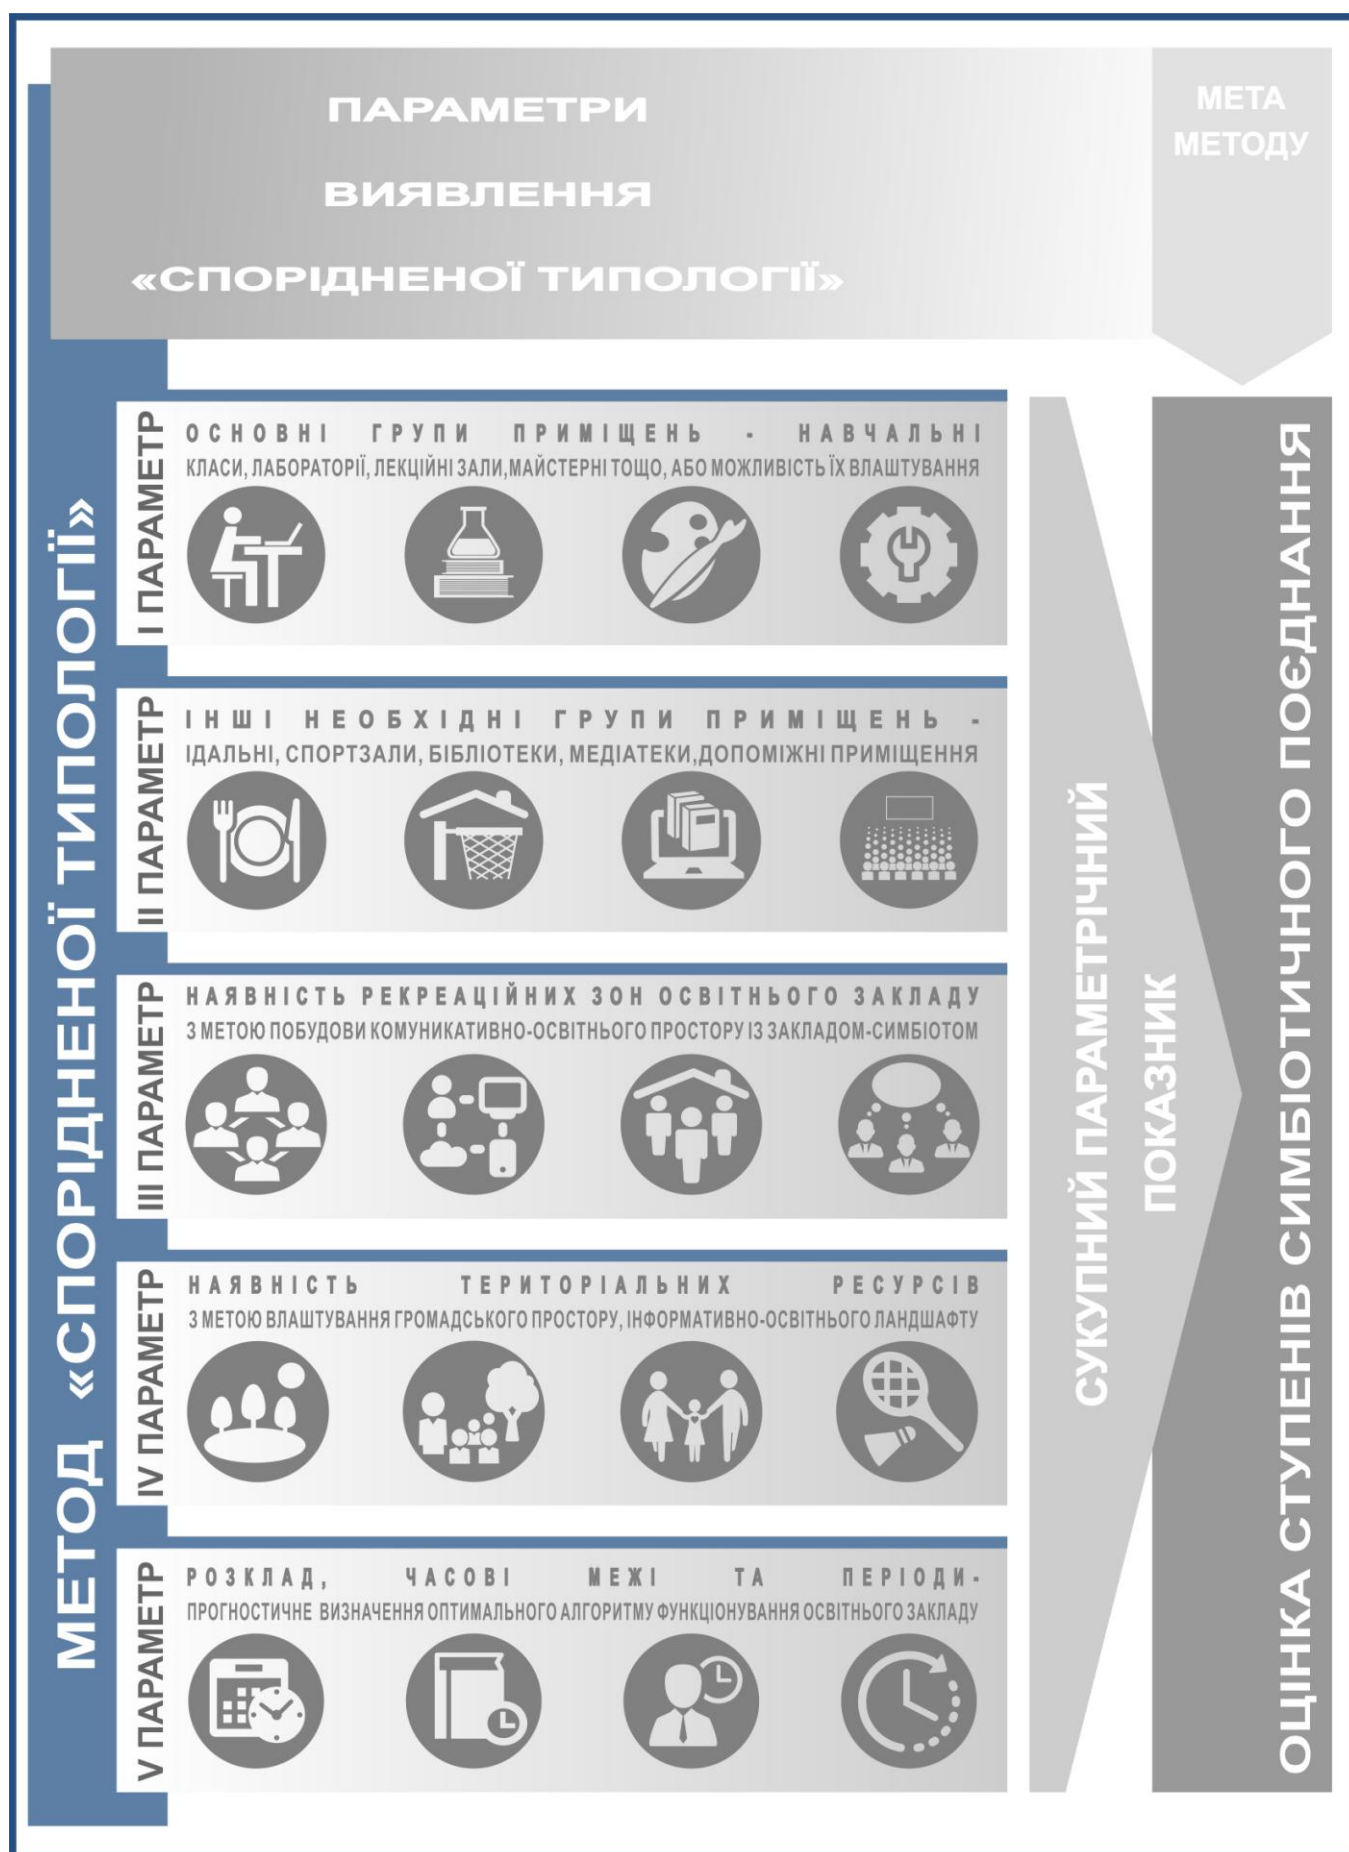 ПАРАМЕТРИ
ВИЯВЛЕННЯ
«СПОРІДНЕНОЇ ТИПОЛОГІЇ»
МЕТА
МЕТОДУ
МЕТОД «СПОРІДНЕНОЇ ТИПОЛОГІЇ»
I ПАРАМЕТР
ОСНОВНІ ГРУПИ ПРИМІЩЕНЬ - НАВЧАЛЬНІ
КЛАСИ, ЛАБОРАТОРІЇ, ЛЕКЦІЙНІ ЗАЛИ,МАЙСТЕРНІ ТОЩО, АБО МОЖЛИВІСТЬ ЇХ ВЛАШТУВАННЯ
II ПАРАМЕТР
ІНШІ НЕОБХІДНІ ГРУПИ ПРИМІЩЕНЬ -
ІДАЛЬНІ, СПОРТЗАЛИ, БІБЛІОТЕКИ, МЕДІАТЕКИ,ДОПОМІЖНІ ПРИМІЩЕННЯ
III ПАРАМЕТР
НАЯВНІСТЬ РЕКРЕАЦІЙНИХ ЗОН ОСВІТНЬОГО ЗАКЛАДУ
З МЕТОЮ ПОБУДОВИ КОМУНИКАТИВНО-ОСВІТНЬОГО ПРОСТОРУ ІЗ ЗАКЛАДОМ-СИМБІОТОМ
IV ПАРАМЕТР
НАЯВНІСТЬ ТЕРИТОРІАЛЬНИХ РЕСУРСІВ
З МЕТОЮ ВЛАШТУВАННЯ ГРОМАДСЬКОГО ПРОСТОРУ, ІНФОРМАТИВНО-ОСВІТНЬОГО ЛАНДШАФТУ
V ПАРАМЕТР
РОЗКЛАД, ЧАСОВІ МЕЖІ ТА ПЕРІОДИ-
ПРОГНОСТИЧНЕ ВИЗНАЧЕННЯ ОПТИМАЛЬНОГО АЛГОРИТМУ ФУНКЦІОНУВАННЯ ОСВІТНЬОГО ЗАКЛАДУ
СУКУПНИЙ ПАРАМЕТРІЧНИЙ
ПОКАЗНИК
ОЦІНКА СТУПЕНІВ СИМБІОТИЧНОГО ПОЄДНАННЯ